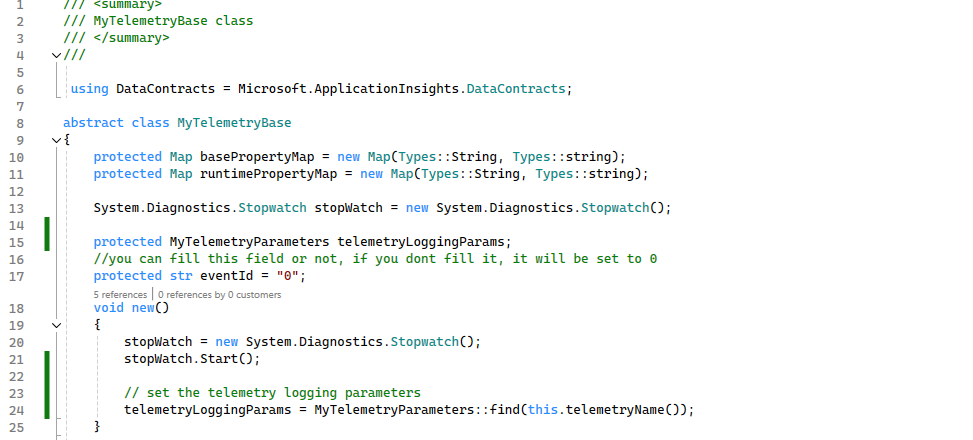 1 /// <summary>
2 /// MyTelemetryBase class
3 /// </summary>
4 ///
5
6 using DataContracts = Microsoft.ApplicationInsights.DataContracts;
7
8 abstract class MyTelemetryBase
9 {
10 protected Map basePropertyMap = new Map(Types::String, Types::string);
11 protected Map runtimePropertyMap = new Map(Types::String, Types::string);
12
13 System.Diagnostics.Stopwatch stopWatch = new System.Diagnostics.Stopwatch();
14
15 protected MyTelemetryParameters telemetryLoggingParams;
16 //you can fill this field or not, if you dont fill it, it will be set to 0
17 protected str eventId = "0";
5 references | 0 references by 0 customers
18 void new()
19 {
20 stopWatch = new System.Diagnostics.Stopwatch();
21 stopWatch.Start();
22
23 // set the telemetry logging parameters
24 telemetryLoggingParams = MyTelemetryParameters::find(this.telemetryName());
25 }